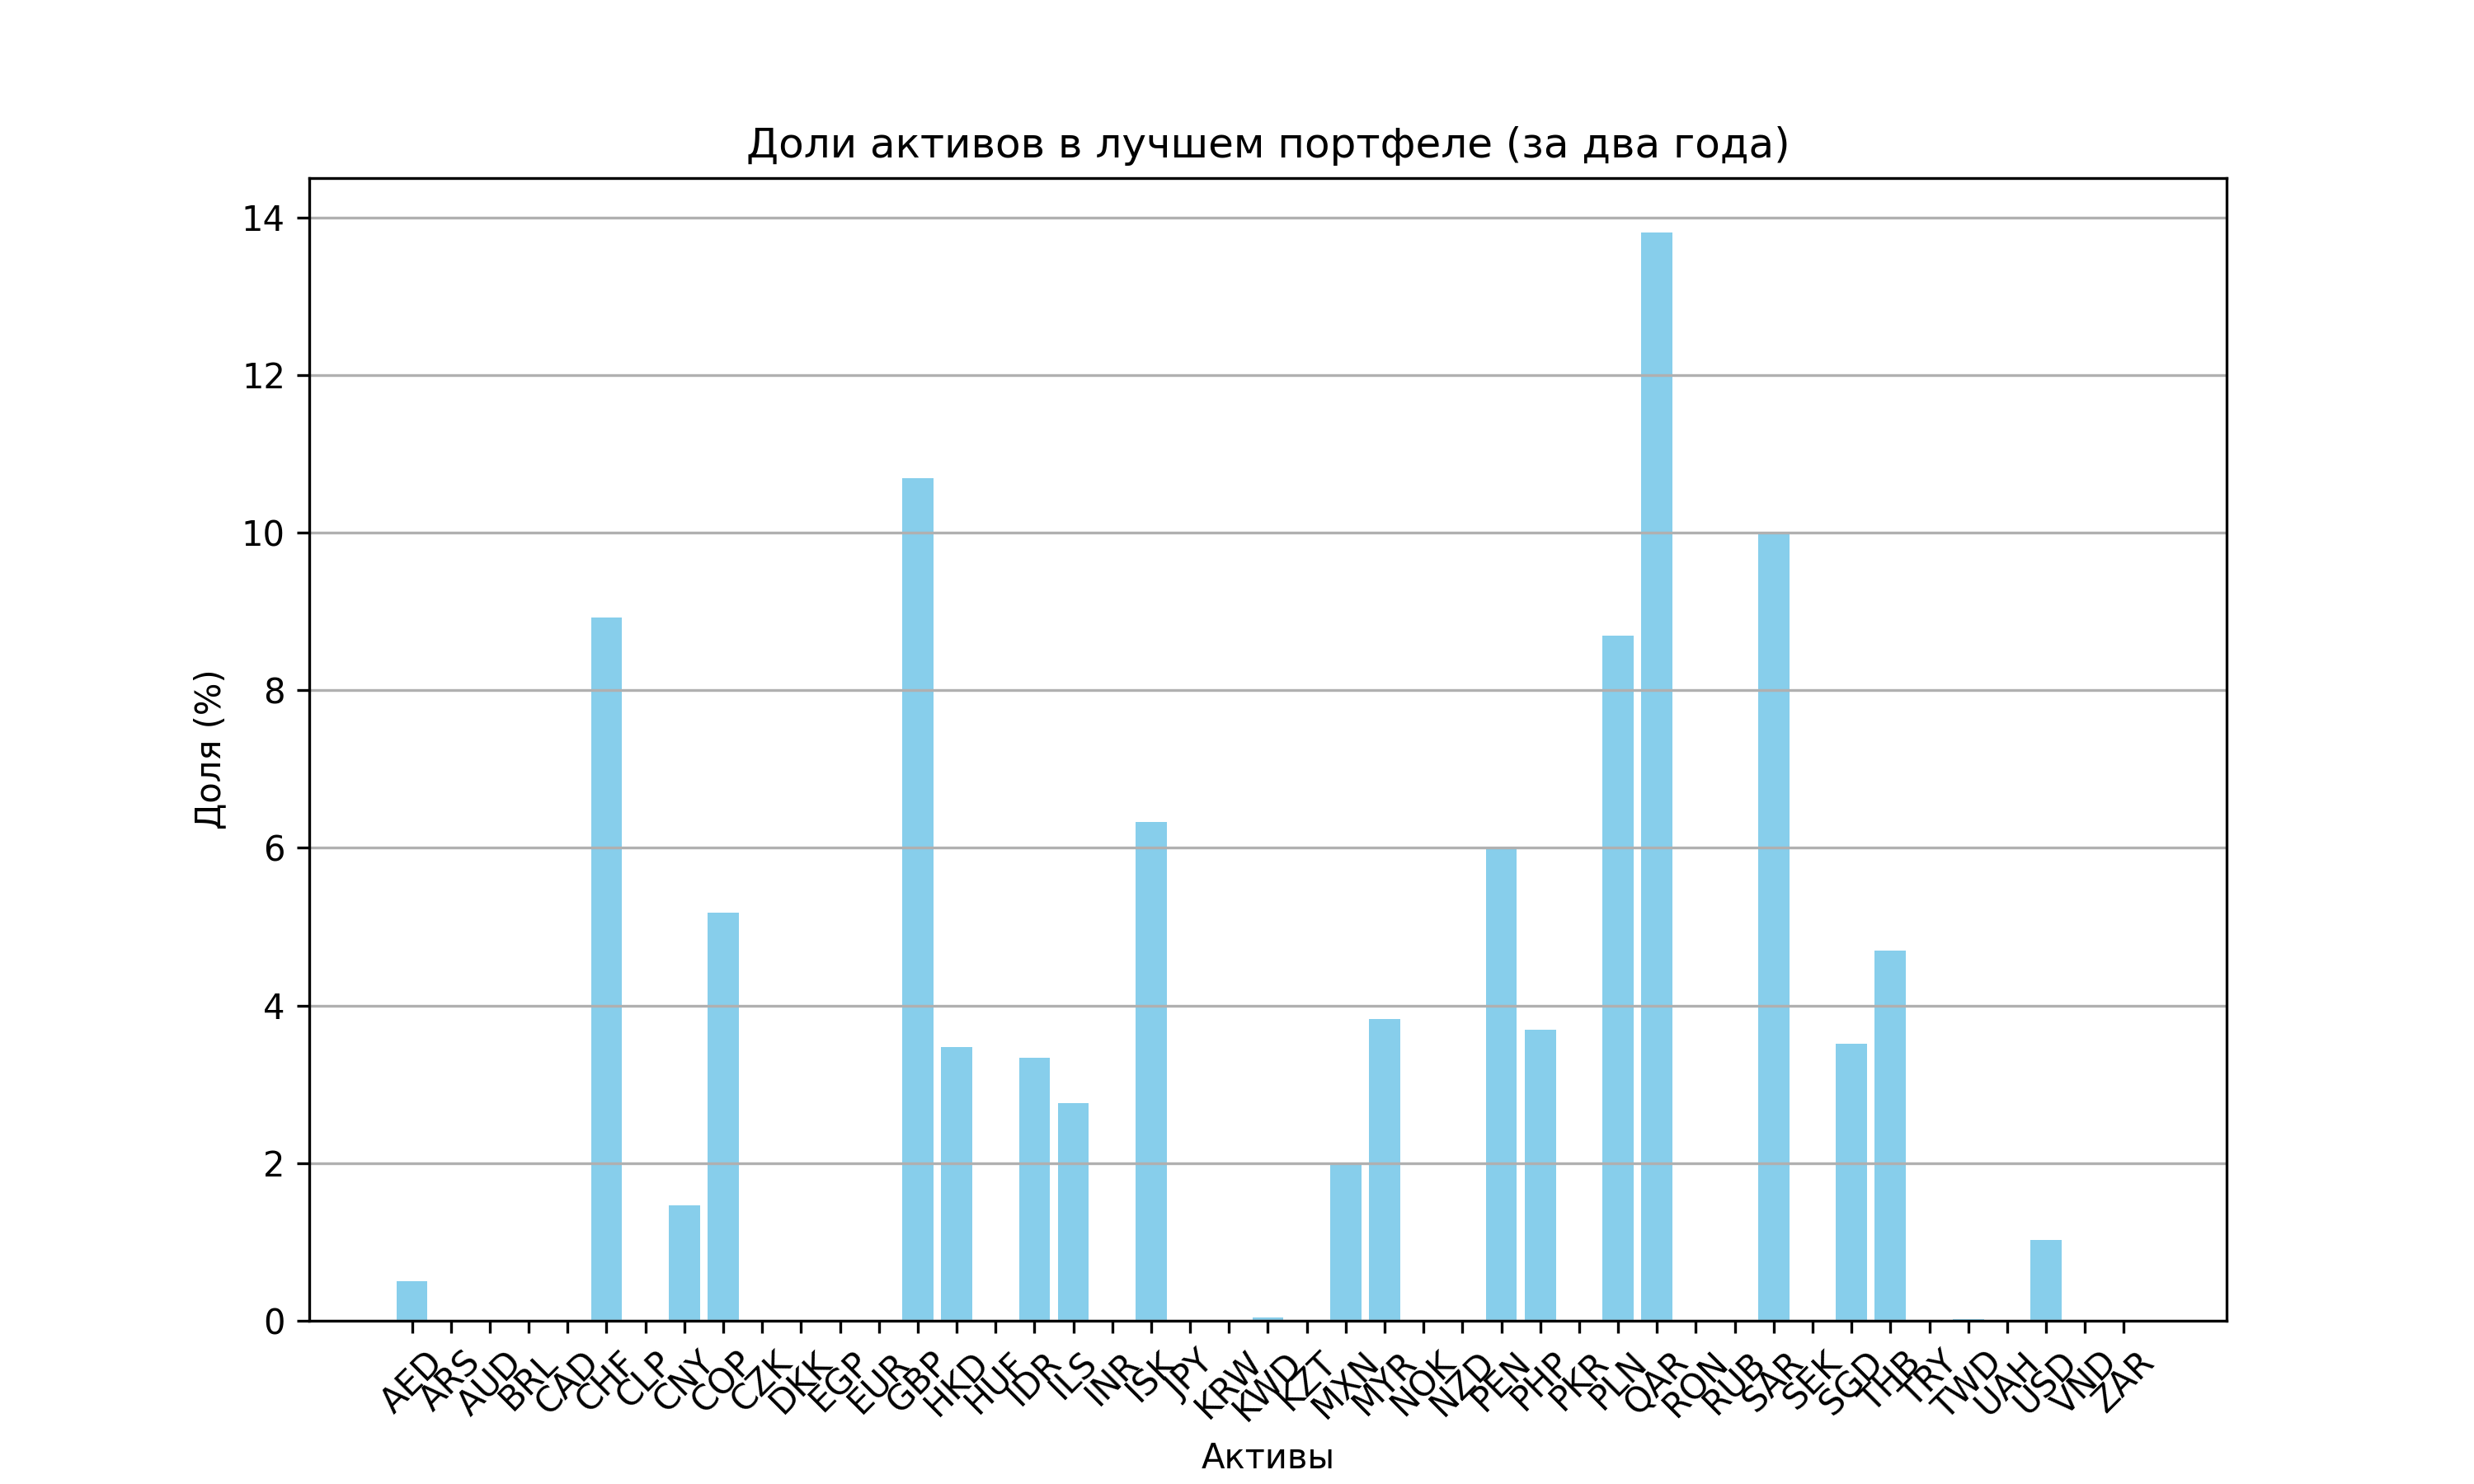 Доли активов в лучшем портфеле (за два года)
14
12
10
8
6
4
2
0
Доля (%)
AED
ARS
AUD
BRL
CAD
CHF
CLP
CNY
COP
CZK
DKK
EGP
EUR
GBP
HKD
HUF
IDR
ILS
INR
ISK
JPY
KRW
KWD
KZT
MXN
MYR
NOK
NZD
PEN
PHP
PKR
PLN
QAR
RON
RUB
SAR
SEK
SGD
THB
TRY
TWD
UAH
USD
VND
ZAR
Активы